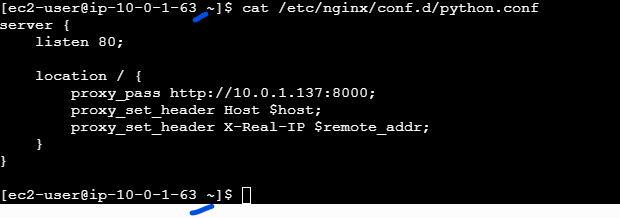 [ec2-user@ip-10-0-1-63 ~]$ cat /etc/nginx/conf.d/python.conf
server {
    listen 80;

    location / {
        proxy_pass http://10.0.1.137:8000;
        proxy_set_header Host $host;
        proxy_set_header X-Real-IP $remote_addr;
    }
}

[ec2-user@ip-10-0-1-63 ~]$